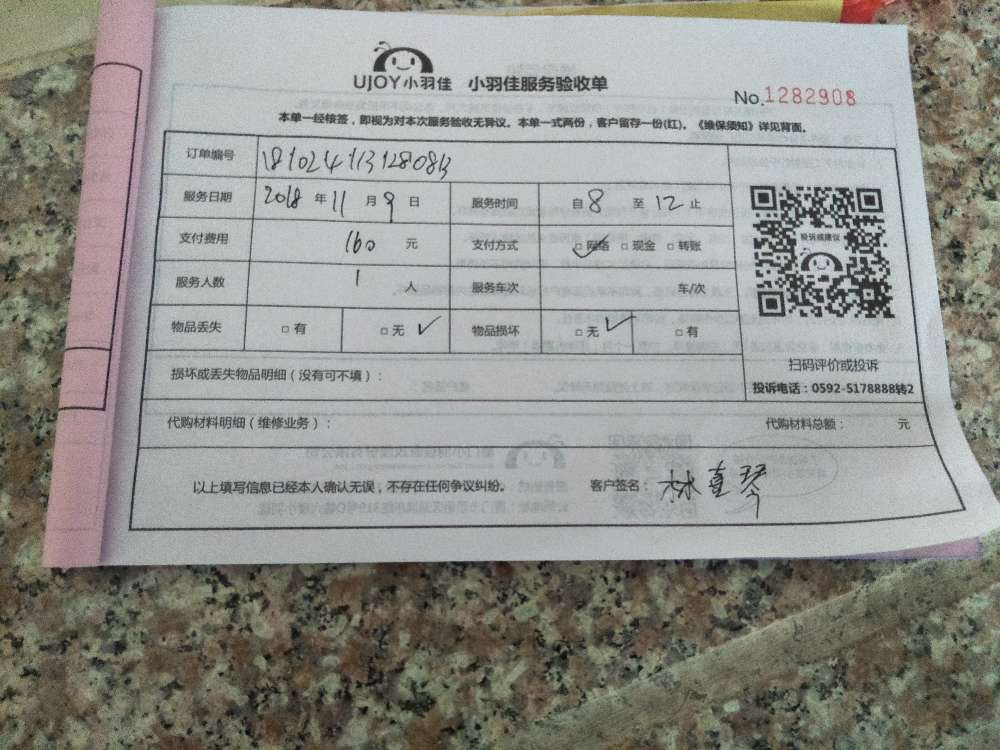 UJOY小羽佳 小羽佳服务验收单
No.1282908
本单一经核签，即视为对本次服务验收无异议。本单一式两份，客户留存一份(红)。《维保须知》详见背面。
订单编号
服务日期 2018 年 11 月 9 日 服务时间 自 8 至 12 止
支付费用 160 元 支付方式 □网络 □现金 □转账
投诉或建议
服务人数 1 人 服务车次 车/次
物品丢失 □有 □无 ✓ 物品损坏 □无 ✓ □有
扫码评价或投诉
损坏或丢失物品明细（没有可不填）：
投诉电话：0592-5178888转2
代购材料明细（维修业务）： 代购材料总额： 元
以上填写信息已经本人确认无误，不存在任何争议纠纷。 客户签名：林真琴